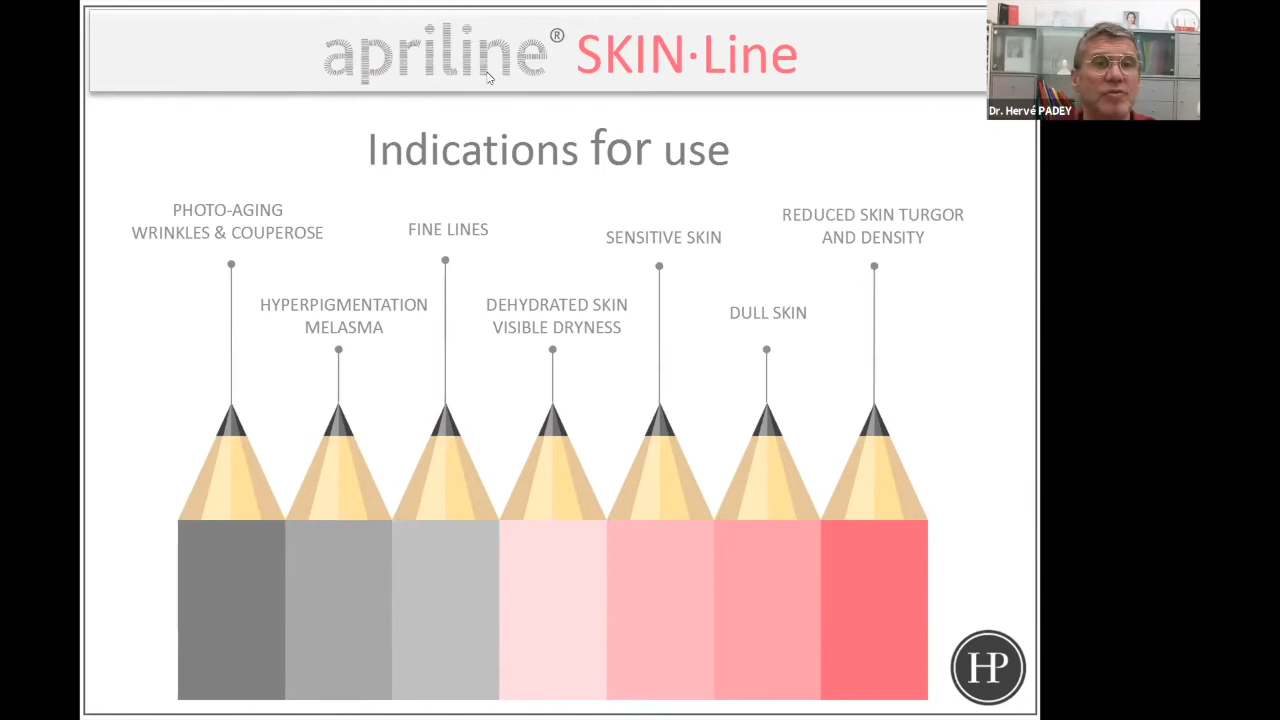 apriline® SKIN·Line
Dr. Hervé PADEY
Indications for use
PHOTO-AGING
WRINKLES & COUPEROSE
FINE LINES
SENSITIVE SKIN
REDUCED SKIN TURGOR
AND DENSITY
HYPERPIGMENTATION
MELASMA
DEHYDRATED SKIN
VISIBLE DRYNESS
DULL SKIN
HP